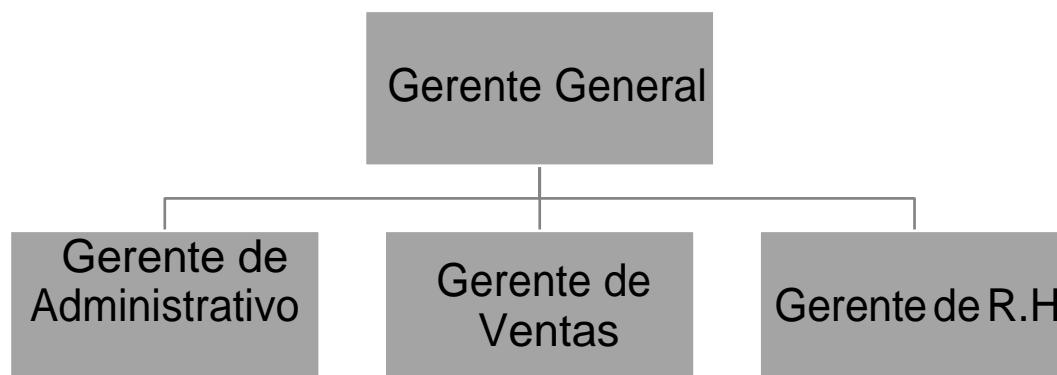 Gerente General
Gerente de
Administrativo
Gerente de
Ventas
Gerente de R.H